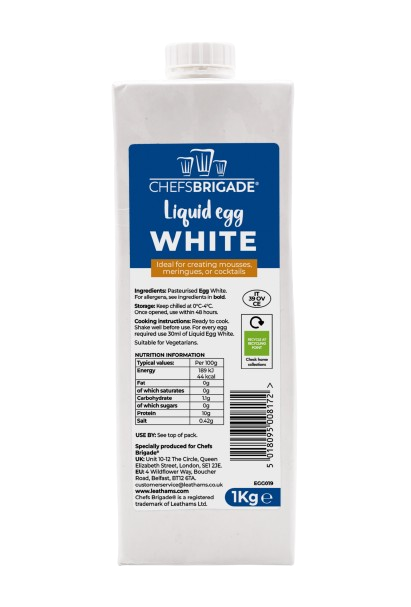 CHEFSBRIGADE®
Liquid egg
WHITE
Ideal for creating mousses,
meringues, or cocktails
Ingredients: Pasteurised Egg White.
For allergens, see ingredients in bold.
Storage: Keep chilled at 0°C-4°C.
Once opened, use within 48 hours.
Cooking instructions: Ready to cook.
Shake well before use. For every egg
required use 30ml of Liquid Egg White.
Suitable for Vegetarians.
IT
39 OV
CE
RECYCLE AT
RECYCLING
POINT
Check home
collections
NUTRITION INFORMATION
Typical values: Per 100g
Energy 189 kJ
44 kcal
Fat 0g
of which saturates 0g
Carbohydrate 1.1g
of which sugars 0g
Protein 10g
Salt 0.42g
USE BY: See top of pack.
Specially produced for Chefs
Brigade®
UK: Unit 10-12 The Circle, Queen
Elizabeth Street, London, SE1 2JE.
EU: 4 Wildflower Way, Boucher
Road, Belfast, BT12 6TA.
customerservice@leathams.co.uk
www.leathams.com
Chefs Brigade® is a registered
trademark of Leathams Ltd.
5 018095 008172 >
EGG019
1Kg e